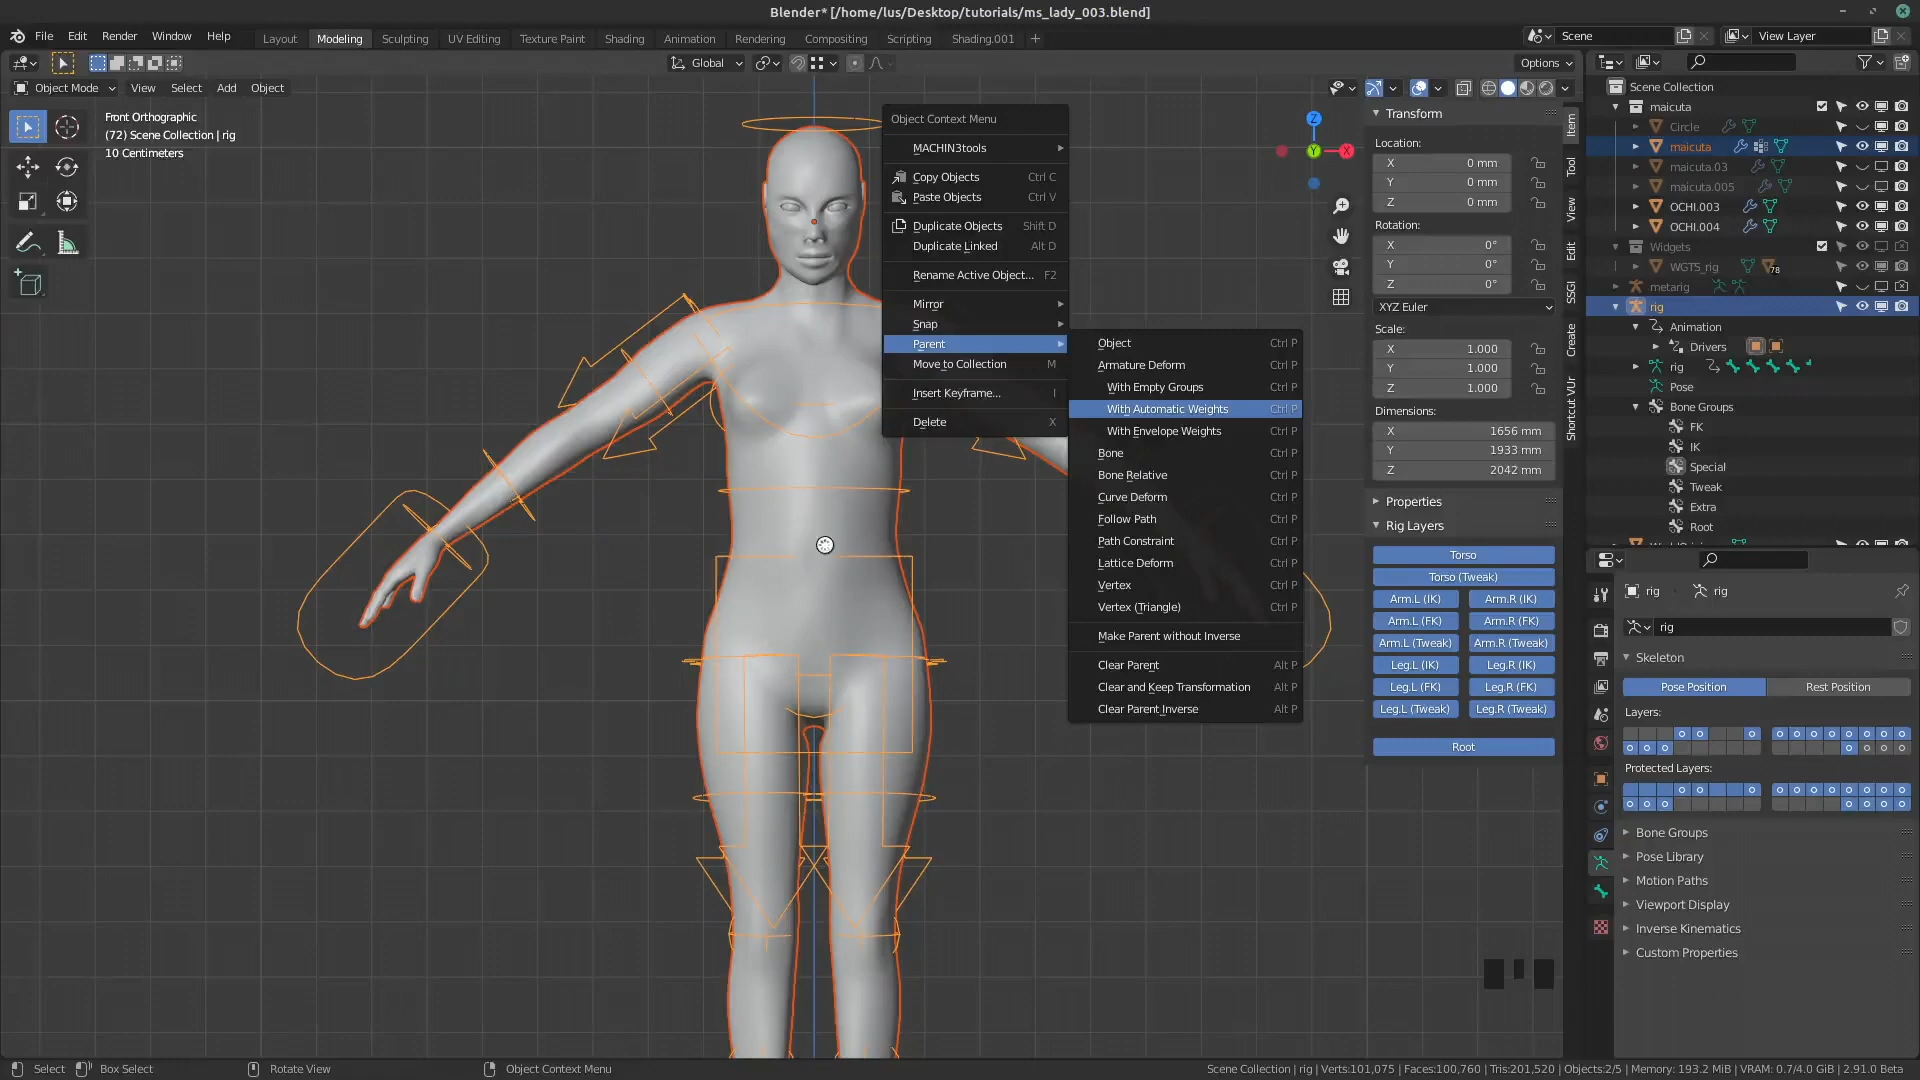 Blender* [/home/lus/Desktop/tutorials/ms_lady_003.blend]
File Edit Render Window Help
Layout Modeling Sculpting UV Editing Texture Paint Shading Animation Rendering Compositing Scripting Shading.001 +
Scene
View Layer
Global
Options
Object Mode View Select Add Object
Front Orthographic
(72) Scene Collection | rig
10 Centimeters
Object Context Menu
MACHIN3tools
Copy Objects Ctrl C
Paste Objects Ctrl V
Duplicate Objects Shift D
Duplicate Linked Alt D
Rename Active Object... F2
Mirror
Snap
Parent
Move to Collection M
Insert Keyframe... I
Delete X
Object Ctrl P
Armature Deform Ctrl P
With Empty Groups Ctrl P
With Automatic Weights Ctrl P
With Envelope Weights Ctrl P
Bone Ctrl P
Bone Relative Ctrl P
Curve Deform Ctrl P
Follow Path Ctrl P
Path Constraint Ctrl P
Lattice Deform Ctrl P
Vertex Ctrl P
Vertex (Triangle) Ctrl P
Make Parent without Inverse
Clear Parent Alt P
Clear and Keep Transformation Alt P
Clear Parent Inverse Alt P
Z
Y
X
Transform
Location:
X 0 mm
Y 0 mm
Z 0 mm
Rotation:
X 0°
Y 0°
Z 0°
XYZ Euler
Scale:
X 1.000
Y 1.000
Z 1.000
Dimensions:
X 1656 mm
Y 1933 mm
Z 2042 mm
Properties
Rig Layers
Torso
Torso (Tweak)
Arm.L (IK) Arm.R (IK)
Arm.L (FK) Arm.R (FK)
Arm.L (Tweak) Arm.R (Tweak)
Leg.L (IK) Leg.R (IK)
Leg.L (FK) Leg.R (FK)
Leg.L (Tweak) Leg.R (Tweak)
Root
Item
Tool
View
Edit
SSGI
Create
Shortcut VUr
Scene Collection
maicuta
Circle
maicuta
maicuta.03
maicuta.005
OCHI.003
OCHI.004
Widgets
WGTS_rig 78
metarig
rig
Animation
Drivers
rig
Pose
Bone Groups
FK
IK
Special
Tweak
Extra
Root
rig rig
rig
Skeleton
Pose Position Rest Position
Layers:
Protected Layers:
Bone Groups
Pose Library
Motion Paths
Viewport Display
Inverse Kinematics
Custom Properties
Select Box Select Rotate View Object Context Menu
Scene Collection | rig | Verts:101,075 | Faces:100,760 | Tris:201,520 | Objects:2/5 | Memory: 193.2 MiB | VRAM: 0.7/4.0 GiB | 2.91.0 Beta